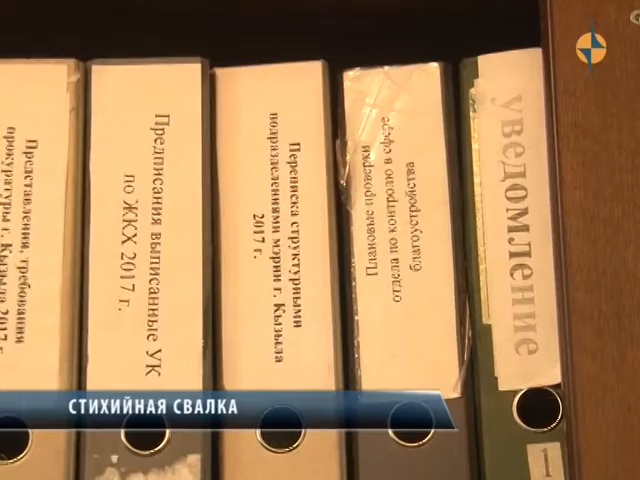 Представления, требования
прокуратуры г. Кызыла 2017 г.
Предписания выписанные УК
по ЖКХ 2017 г.
Переписка структурными
подразделениями мэрии г. Кызыла
2017 г.
Плановые проверки
отдела по контролю в сфере
благоустройства
уведомление
1
СТИХИЙНАЯ СВАЛКА